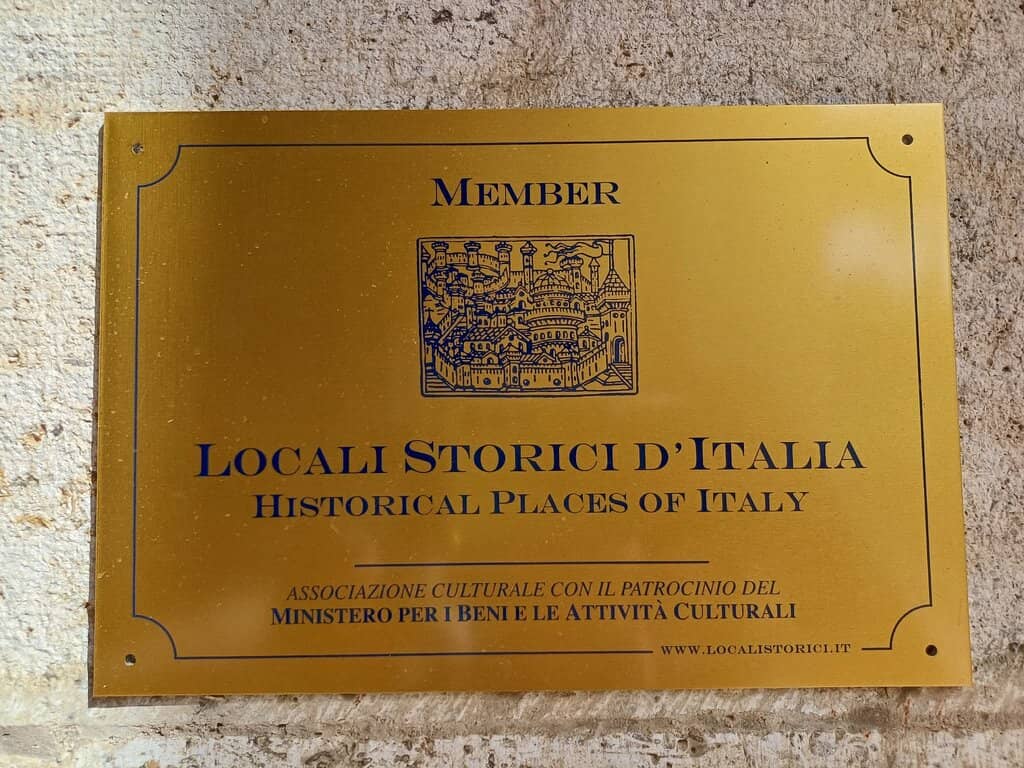 Member
Locali Storici d'Italia
Historical Places of Italy
ASSOCIAZIONE CULTURALE CON IL PATROCINIO DEL
Ministero per i Beni e le Attività Culturali
www.localistorici.it